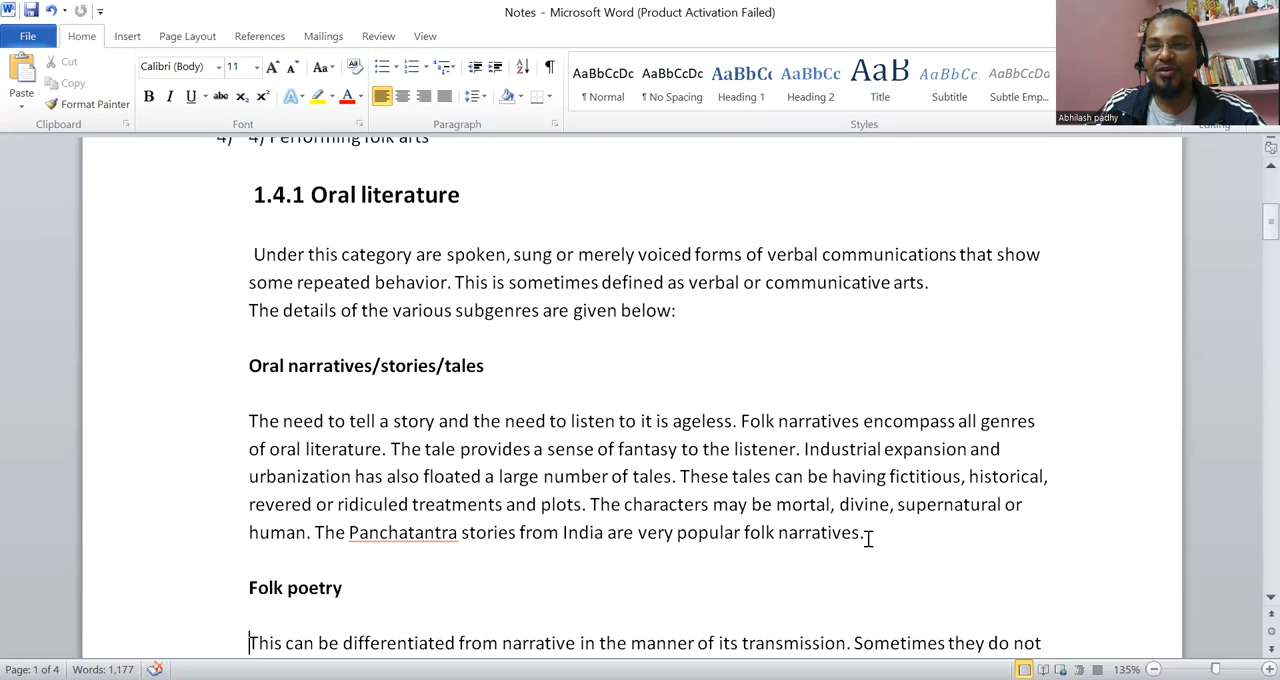 Notes - Microsoft Word (Product Activation Failed)
File Home Insert Page Layout References Mailings Review View
Cut
Copy
Paste
Format Painter
Calibri (Body) 11
AaBbCcDc AaBbCcDc AaBbCc AaBbCc AaB AaBbCc. AaBbCcDc
¶ Normal ¶ No Spacing Heading 1 Heading 2 Title Subtitle Subtle Em...
Clipboard Font Paragraph Styles Editing
Abhilash padhy
4) 4) Performing folk arts
1.4.1 Oral literature
Under this category are spoken, sung or merely voiced forms of verbal communications that show
some repeated behavior. This is sometimes defined as verbal or communicative arts.
The details of the various subgenres are given below:
Oral narratives/stories/tales
The need to tell a story and the need to listen to it is ageless. Folk narratives encompass all genres
of oral literature. The tale provides a sense of fantasy to the listener. Industrial expansion and
urbanization has also floated a large number of tales. These tales can be having fictitious, historical,
revered or ridiculed treatments and plots. The characters may be mortal, divine, supernatural or
human. The Panchatantra stories from India are very popular folk narratives.
Folk poetry
This can be differentiated from narrative in the manner of its transmission. Sometimes they do not
Page: 1 of 4 Words: 1,177 135%